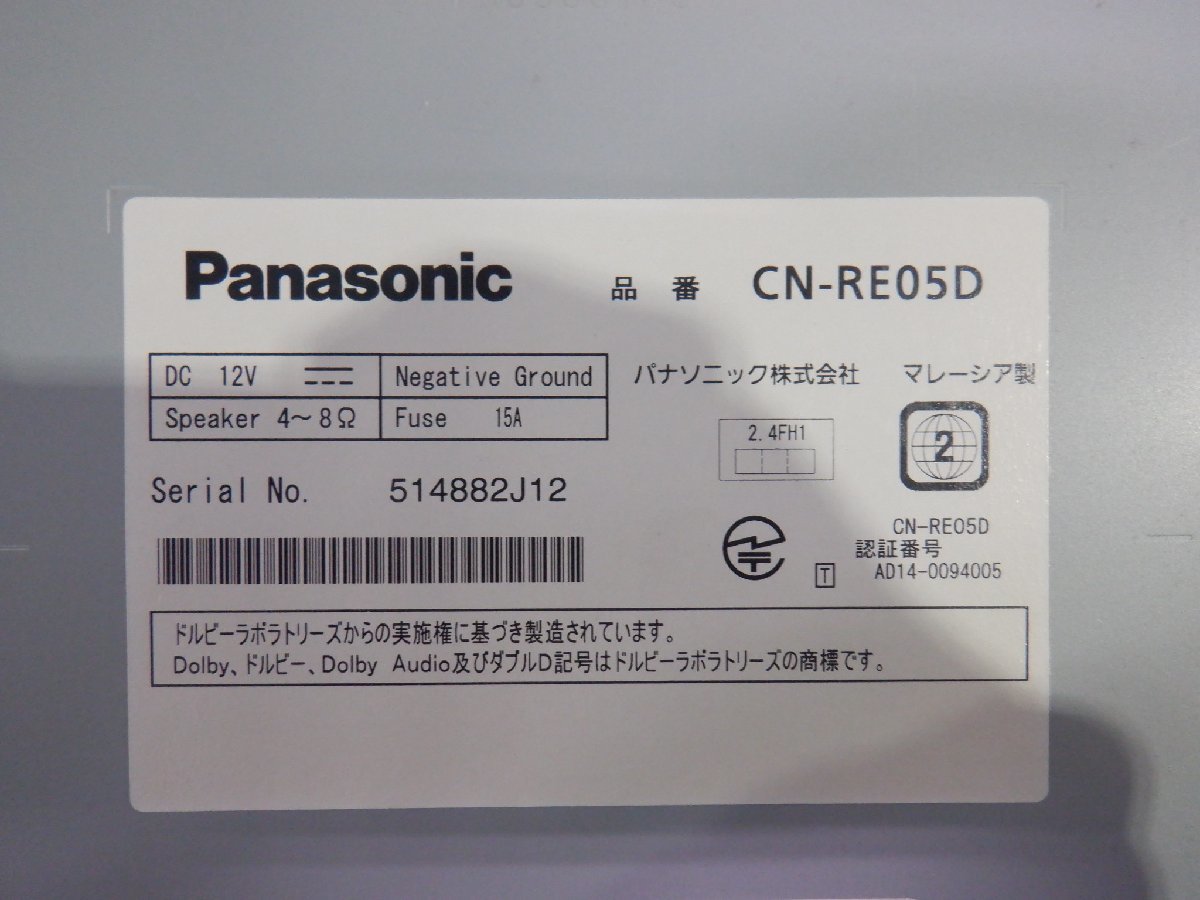 Panasonic 品番 CN-RE05D
DC 12V Negative Ground
Speaker 4～8Ω Fuse 15A
パナソニック株式会社 マレーシア製
2.4FH1
2
Serial No. 514882J12
CN-RE05D
認証番号
T AD14-0094005
ドルビーラボラトリーズからの実施権に基づき製造されています。
Dolby、ドルビー、Dolby Audio及びダブルD記号はドルビーラボラトリーズの商標です。